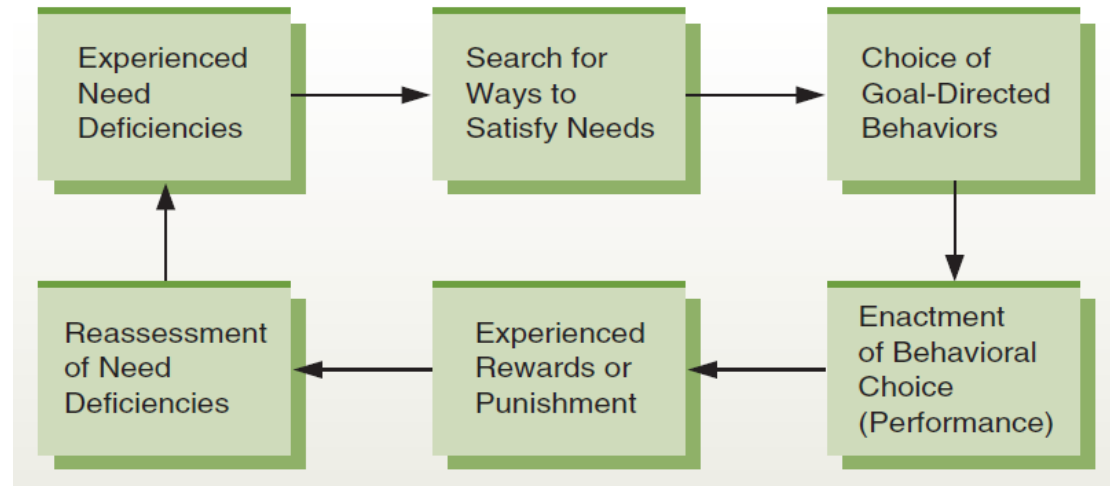 Experienced
Need
Deficiencies
Search for
Ways to
Satisfy Needs
Choice of
Goal-Directed
Behaviors
Enactment
of Behavioral
Choice
(Performance)
Experienced
Rewards or
Punishment
Reassessment
of Need
Deficiencies